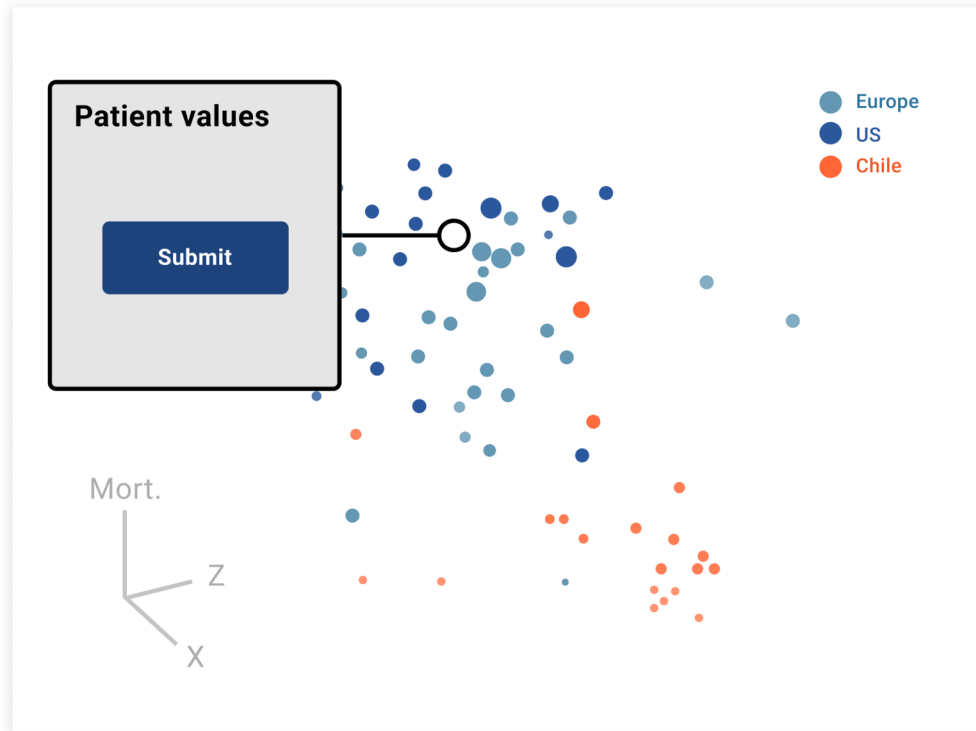 Patient values
Submit
Europe
US
Chile
Mort.
Z
X